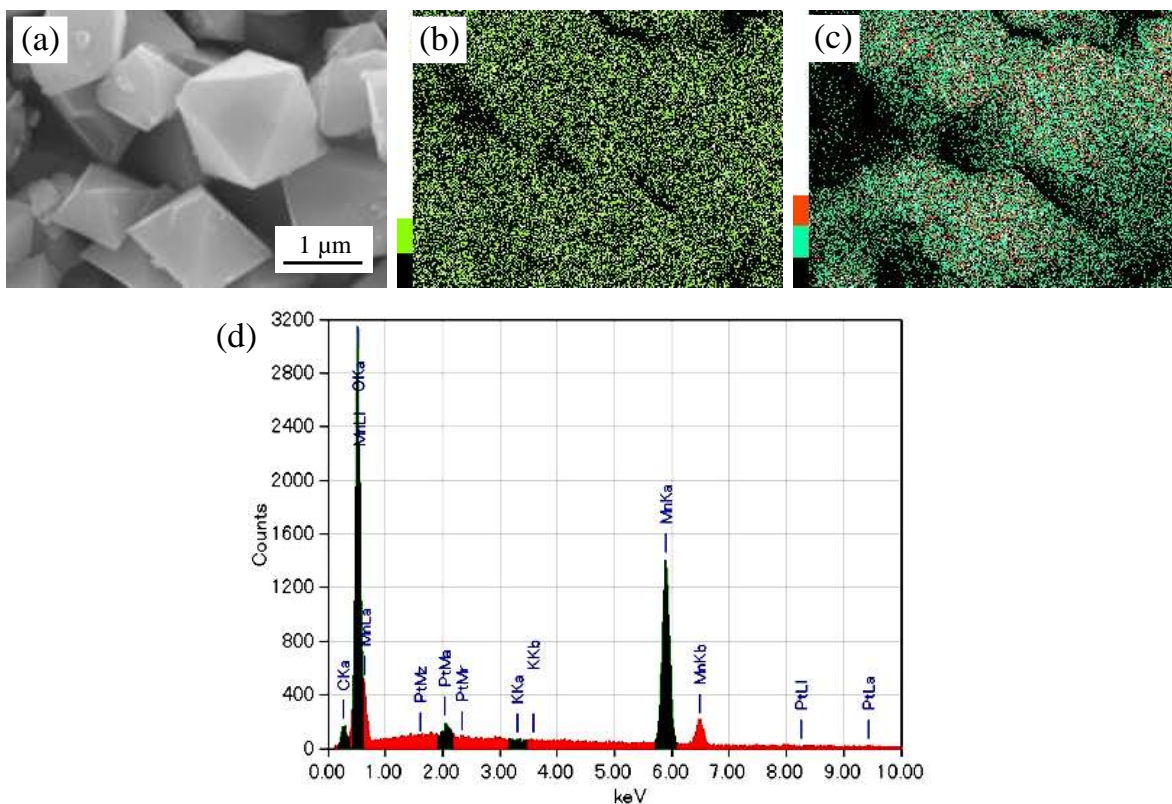 (a)
(b)
(c)
1 μm
(d)
3200
2800
2400
2000
1600
1200
800
400
0
Counts
CKa
MnLl
OKa
MnLa
PtMz
PtMa
PtMr
KKa
KKb
MnKa
MnKb
PtLl
PtLa
0.00 1.00 2.00 3.00 4.00 5.00 6.00 7.00 8.00 9.00 10.00
keV